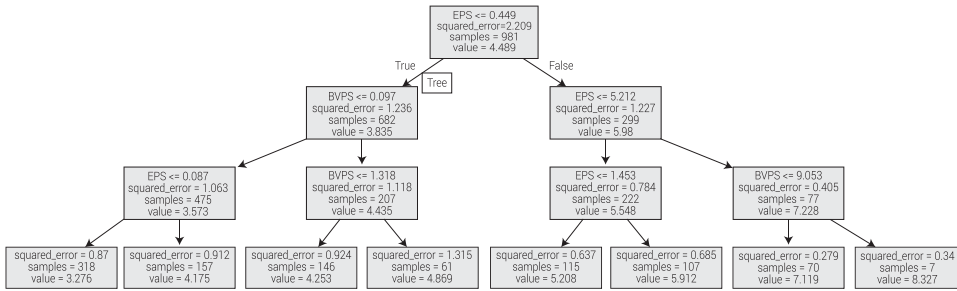 EPS <= 0.449
squared_error=2.209
samples = 981
value = 4.489
True
False
Tree
BVPS <= 0.097
squared_error = 1.236
samples = 682
value = 3.835
EPS <= 5.212
squared_error = 1.227
samples = 299
value = 5.98
EPS <= 0.087
squared_error = 1.063
samples = 475
value = 3.573
BVPS <= 1.318
squared_error = 1.118
samples = 207
value = 4.435
EPS <= 1.453
squared_error = 0.784
samples = 222
value = 5.548
BVPS <= 9.053
squared_error = 0.405
samples = 77
value = 7.228
squared_error = 0.87
samples = 318
value = 3.276
squared_error = 0.912
samples = 157
value = 4.175
squared_error = 0.924
samples = 146
value = 4.253
squared_error = 1.315
samples = 61
value = 4.869
squared_error = 0.637
samples = 115
value = 5.208
squared_error = 0.685
samples = 107
value = 5.912
squared_error = 0.279
samples = 70
value = 7.119
squared_error = 0.34
samples = 7
value = 8.327